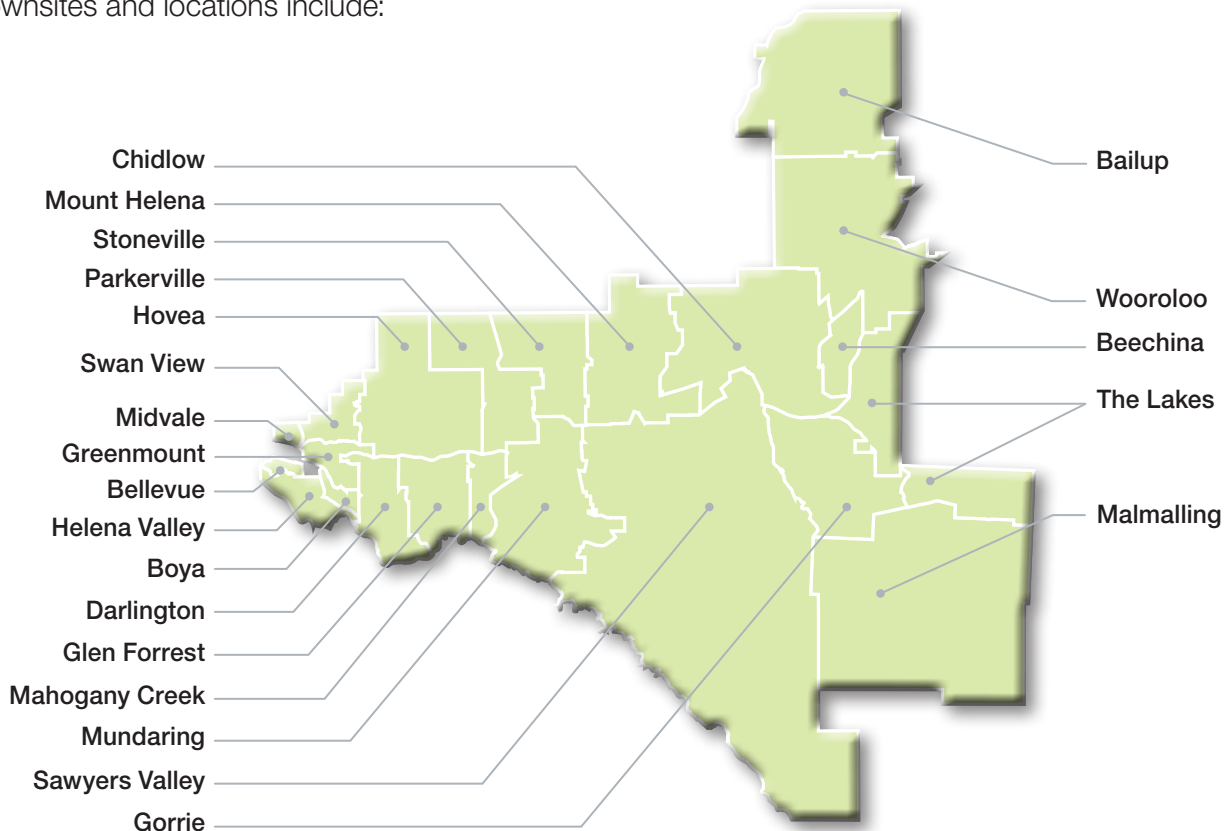 ownsites and locations include:
Chidlow
Mount Helena
Stoneville
Parkerville
Hovea
Swan View
Midvale
Greenmount
Bellevue
Helena Valley
Boya
Darlington
Glen Forrest
Mahogany Creek
Mundaring
Sawyers Valley
Gorrie
Bailup
Wooroloo
Beechina
The Lakes
Malmalling